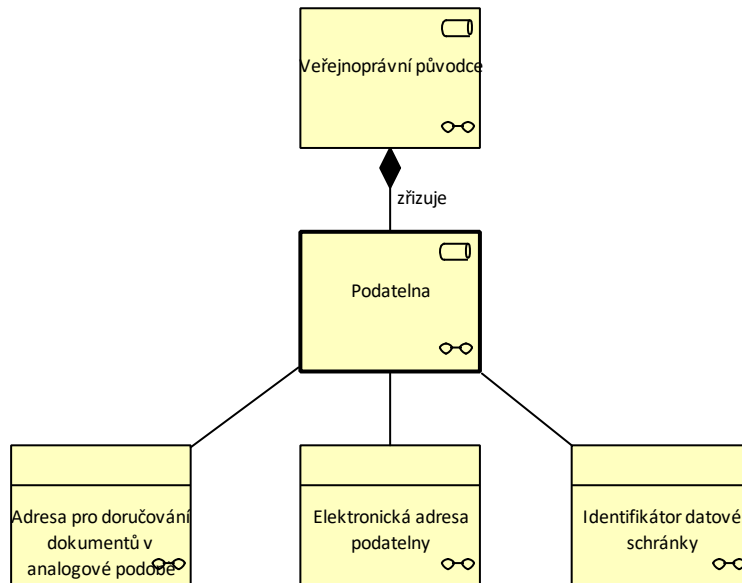 Veřejnoprávní původce
zřizuje
Podatelna
Adresa pro doručování
dokumentů v
analogové podobě
Elektronická adresa
podatelny
Identifikátor datové
schránky